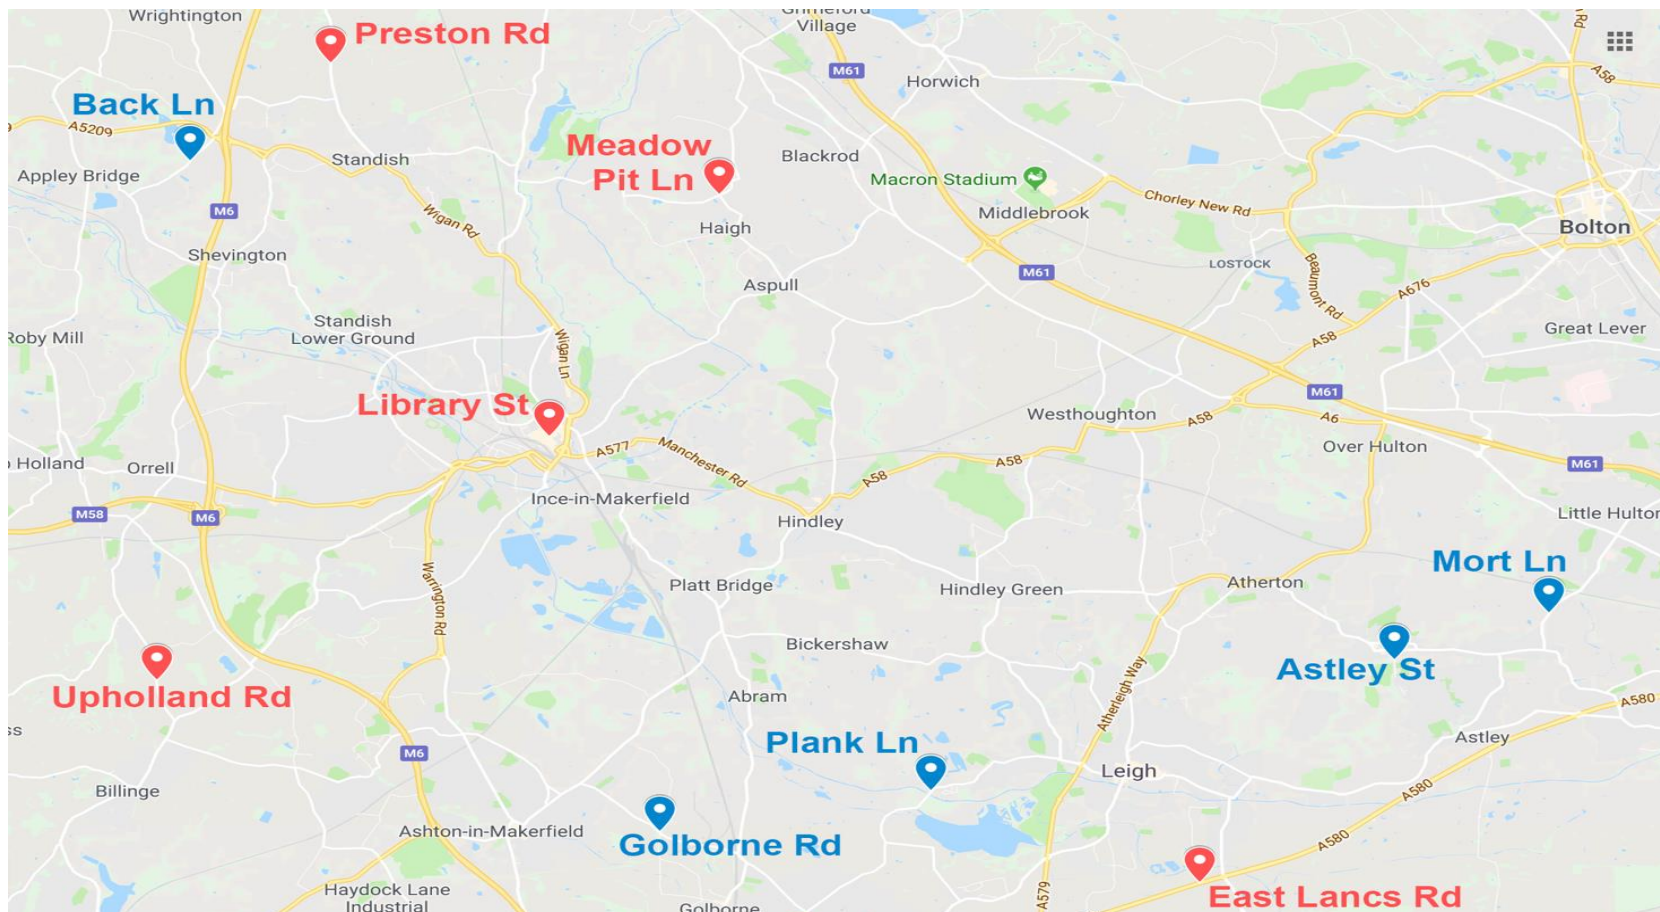 Wrightington
Preston Rd
Grimeford
Village
M61
Horwich
A58
Back Ln
A5209
Standish
Appley Bridge
Meadow
Pit Ln
Blackrod
Macron Stadium
Middlebrook
Chorley New Rd
Bolton
M6
Wigan Rd
Haigh
Shevington
LOSTOCK
M61
Beaumont Rd
A676
Aspull
Standish
Lower Ground
Roby Mill
Wigan Ln
A58
Great Lever
Library St
M61
Westhoughton
A58
A6
Over Hulton
A577
Manchester Rd
Holland
Orrell
A58
A58
M61
Ince-in-Makerfield
M58
M6
Hindley
Little Hulton
Mort Ln
Warrington Rd
Platt Bridge
Hindley Green
Atherton
Bickershaw
Astley St
Upholland Rd
Abram
Atherleigh Way
A580
Plank Ln
Astley
M6
Leigh
Billinge
A580
Ashton-in-Makerfield
Golborne Rd
A580
Haydock Lane
Industrial
Golborne
A579
East Lancs Rd